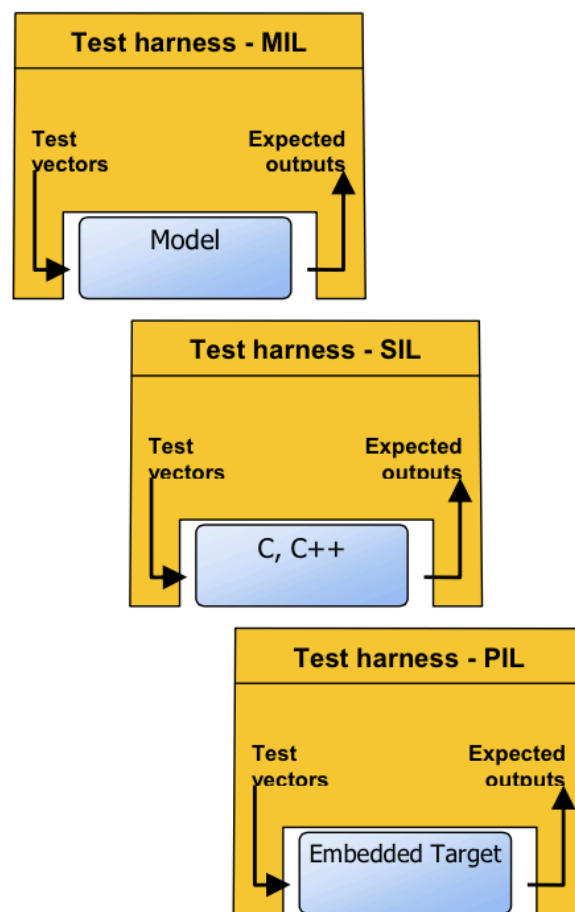 Test harness - MIL
Test
vectors
Expected
outputs
Model
Test harness - SIL
Test
vectors
Expected
outputs
C, C++
Test harness - PIL
Test
vectors
Expected
outputs
Embedded Target